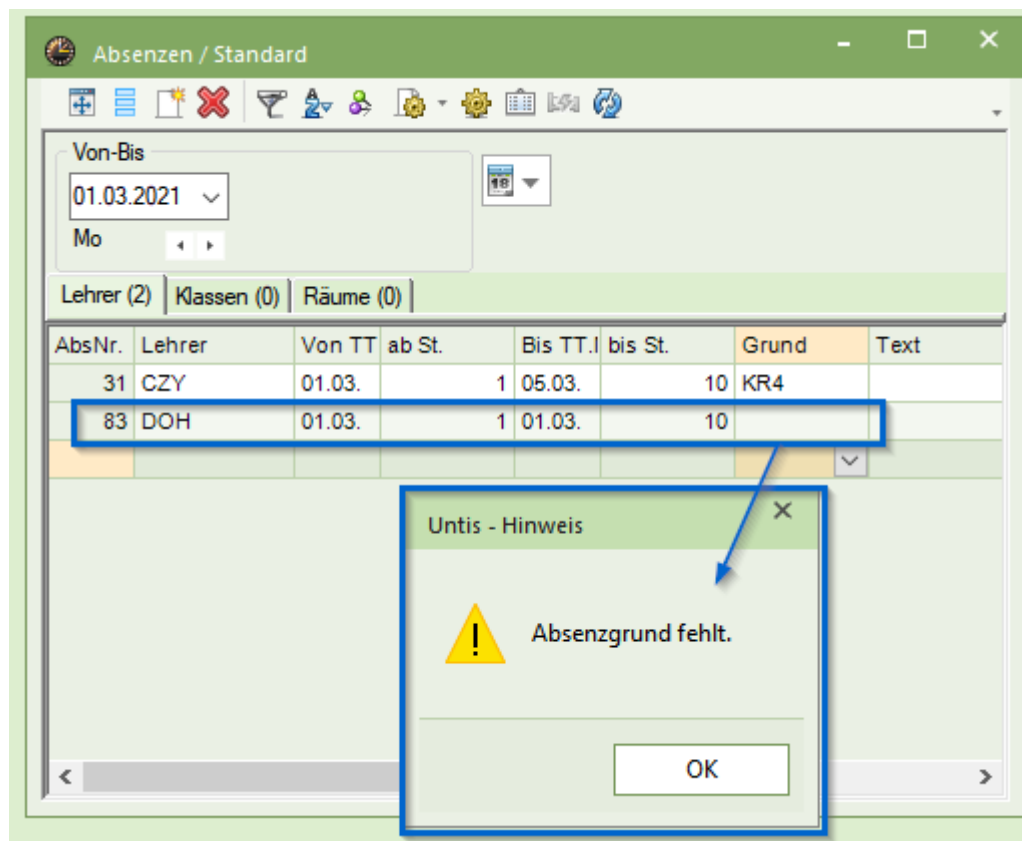 Absenzen / Standard
Von-Bis
01.03.2021
18
Mo
Lehrer (2) Klassen (0) Räume (0)
AbsNr. Lehrer Von TT ab St. Bis TT. bis St. Grund Text
31 CZY 01.03. 1 05.03. 10 KR4
83 DOH 01.03. 1 01.03. 10
Untis - Hinweis
Absenzgrund fehlt.
OK